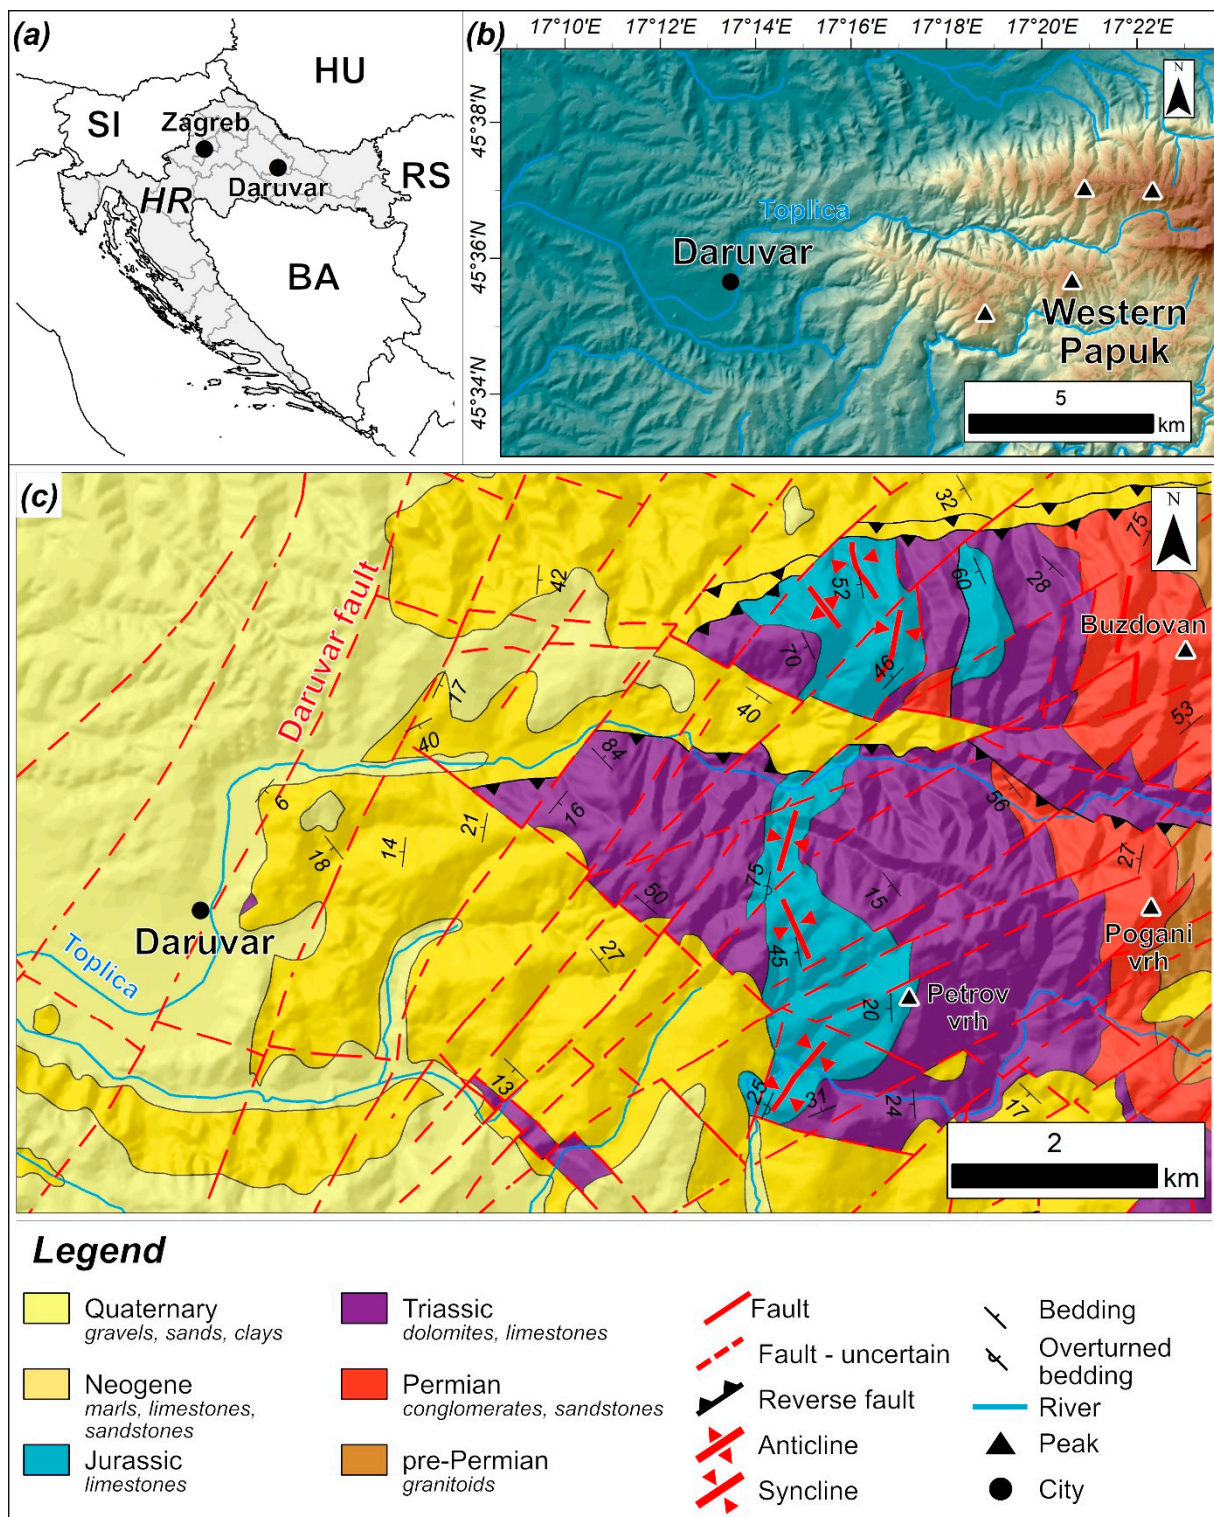 (a)
HU
SI
Zagreb
RS
Daruvar
HR
BA
(b)
17°10'E 17°12'E 17°14'E 17°16'E 17°18'E 17°20'E 17°22'E
45°38'N
45°36'N
45°34'N
N
Toplica
Daruvar
Western
Papuk
5
km
(c)
N
32
75
42
Daruvar fault
52
60
28
Buzdovan
70
46
17
40
40
53
84
6
16
56
21
18
14
27
75
15
50
Daruvar
Pogani
vrh
Toplica
27
45
20
Petrov
vrh
13
25
31
24
17
2
km
Legend
Quaternary
gravels, sands, clays
Neogene
marls, limestones,
sandstones
Jurassic
limestones
Triassic
dolomites, limestones
Permian
conglomerates, sandstones
pre-Permian
granitoids
Fault
Fault - uncertain
Reverse fault
Anticline
Syncline
Bedding
Overturned
bedding
River
Peak
City